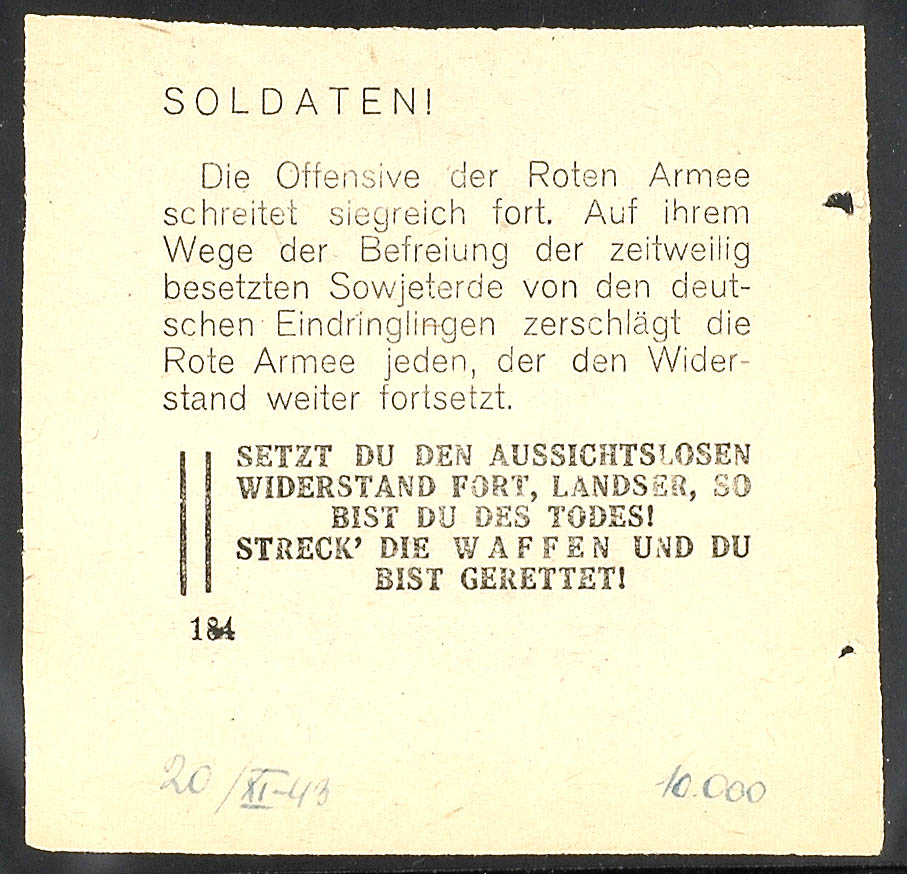 SOLDATEN!
Die Offensive der Roten Armee
schreitet siegreich fort. Auf ihrem
Wege der Befreiung der zeitweilig
besetzten Sowjeterde von den deut-
schen Eindringlingen zerschlägt die
Rote Armee jeden, der den Wider-
stand weiter fortsetzt.
SETZT DU DEN AUSSICHTSLOSEN
WIDERSTAND FORT, LANDSER, SO
BIST DU DES TODES!
STRECK’ DIE WAFFEN UND DU
BIST GERETTET!
184
20/XI-43 10.000